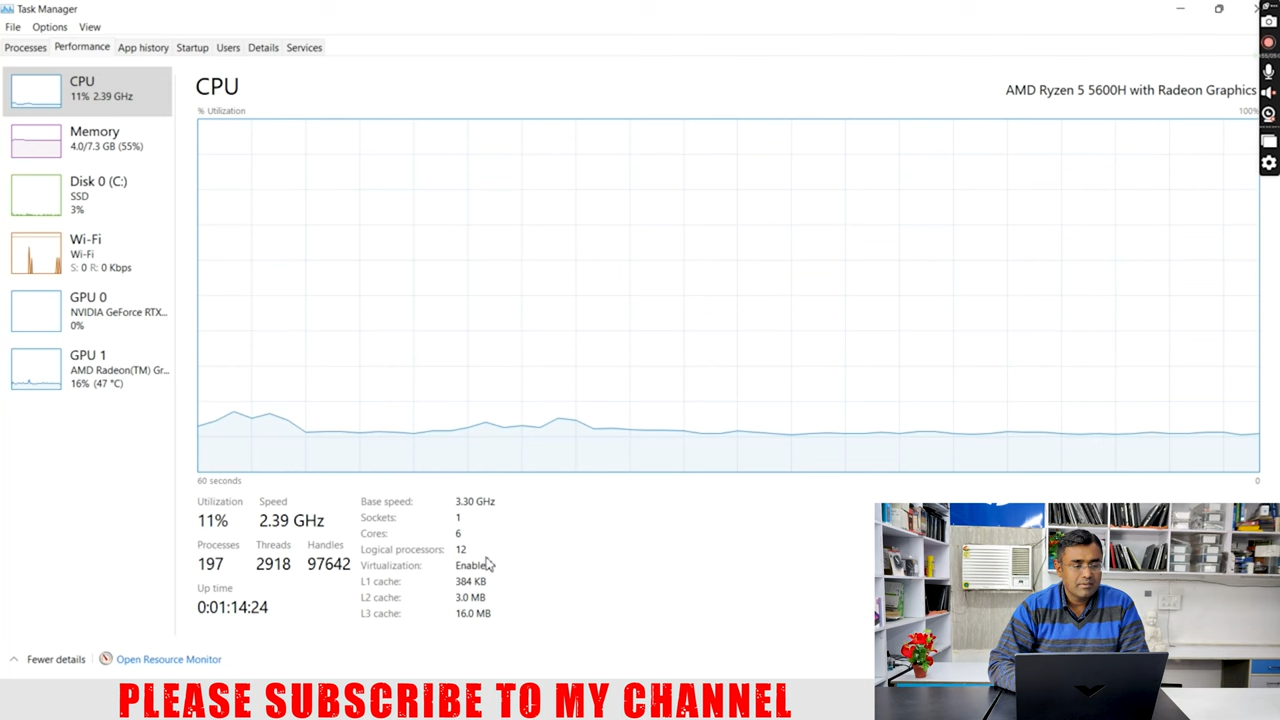 Task Manager
File Options View
Processes Performance App history Startup Users Details Services
CPU
11% 2.39 GHz
Memory
4.0/7.3 GB (55%)
Disk 0 (C:)
SSD
3%
Wi-Fi
Wi-Fi
S: 0 R: 0 Kbps
GPU 0
NVIDIA GeForce RTX...
0%
GPU 1
AMD Radeon(TM) Gr...
16% (47 °C)
CPU
AMD Ryzen 5 5600H with Radeon Graphics
% Utilization 100%
60 seconds 0
Utilization Speed
11% 2.39 GHz
Processes Threads Handles
197 2918 97642
Up time
0:01:14:24
Base speed: 3.30 GHz
Sockets: 1
Cores: 6
Logical processors: 12
Virtualization:
L1 cache: 384 KB
L2 cache: 3.0 MB
L3 cache: 16.0 MB
Fewer details Open Resource Monitor
PLEASE SUBSCRIBE TO MY CHANNEL